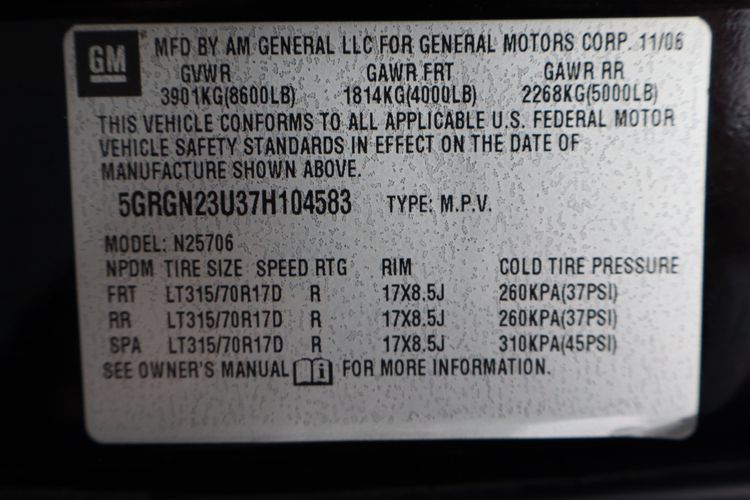 GM
MFD BY AM GENERAL LLC FOR GENERAL MOTORS CORP. 11/06
GVWR GAWR FRT GAWR RR
3901KG(8600LB) 1814KG(4000LB) 2268KG(5000LB)
THIS VEHICLE CONFORMS TO ALL APPLICABLE U.S. FEDERAL MOTOR
VEHICLE SAFETY STANDARDS IN EFFECT ON THE DATE OF
MANUFACTURE SHOWN ABOVE.
5GRGN23U37H104583 TYPE: M.P.V.
MODEL: N25706
NPDM TIRE SIZE SPEED RTG RIM COLD TIRE PRESSURE
FRT LT315/70R17D R 17X8.5J 260KPA(37PSI)
RR LT315/70R17D R 17X8.5J 260KPA(37PSI)
SPA LT315/70R17D R 17X8.5J 310KPA(45PSI)
SEE OWNER'S MANUAL i FOR MORE INFORMATION.